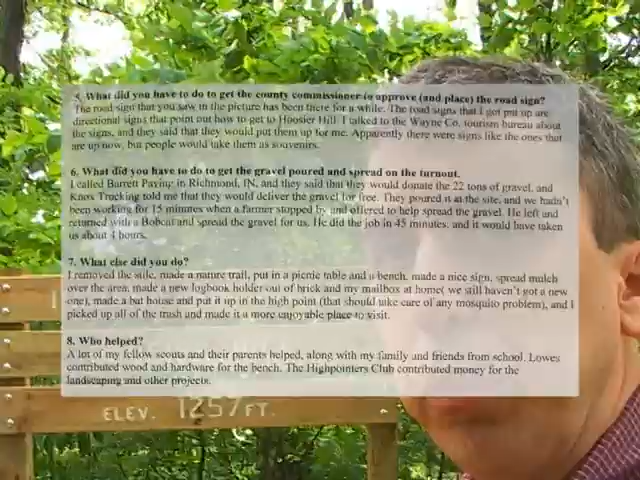 5. What did you have to do to get the county commissioner to approve (and place) the road sign?
The road sign that you saw in the picture has been there for a while. The road signs that I got put up are
directional signs that point out how to get to Hoosier Hill. I talked to the Wayne Co. tourism bureau about
the signs, and they said that they would put them up for me. Apparently there were signs like the ones that
are up now, but people would take them as souvenirs.
6. What did you have to do to get the gravel poured and spread on the turnout.
I called Barrett Paving in Richmond, IN, and they said that they would donate the 22 tons of gravel, and
Knox Trucking told me that they would deliver the gravel for free. They poured it at the site, and we hadn't
been working for 15 minutes when a farmer stopped by and offered to help spread the gravel. He left and
returned with a Bobcat and spread the gravel for us. He did the job in 45 minutes, and it would have taken
us about 4 hours.
7. What else did you do?
I removed the stile, made a nature trail, put in a picnic table and a bench, made a nice sign, spread mulch
over the area, made a new logbook holder out of brick and my mailbox at home( we still haven't got a new
one), made a bat house and put it up in the high point (that should take care of any mosquito problem), and I
picked up all of the trash and made it a more enjoyable place to visit.
8. Who helped?
A lot of my fellow scouts and their parents helped, along with my family and friends from school. Lowes
contributed wood and hardware for the bench. The Highpointers Club contributed money for the
landscaping and other projects.
ELEV. 1257 FT.